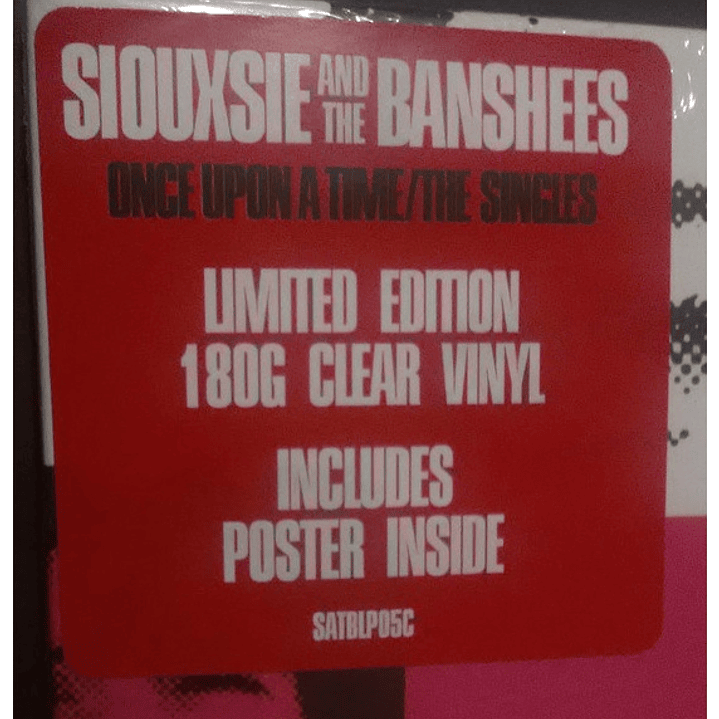 SIOUXSIE AND THE BANSHEES
ONCE UPON A TIME/THE SINGLES
LIMITED EDITION
180G CLEAR VINYL
INCLUDES
POSTER INSIDE
SATBLP05C